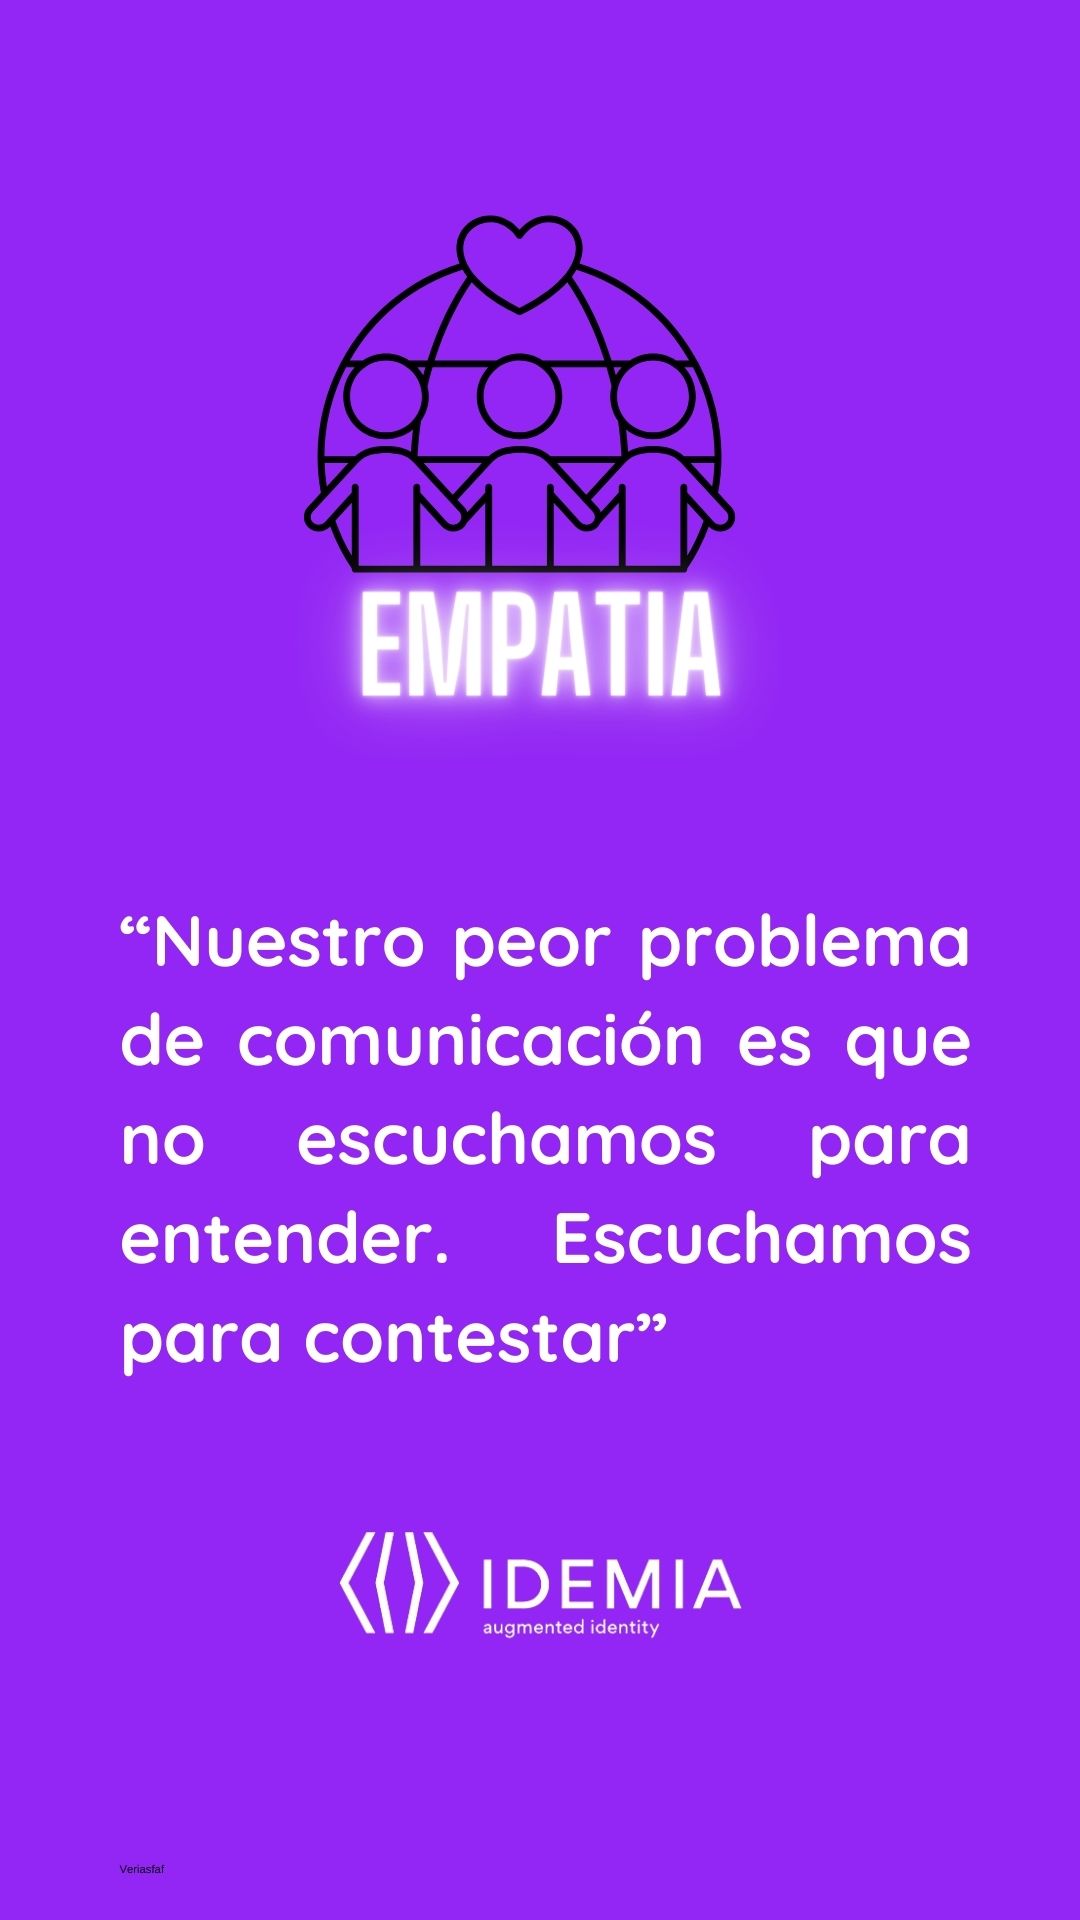 EMPATIA
“Nuestro peor problema
de comunicación es que
no escuchamos para
entender. Escuchamos
para contestar”
IDEMIA
augmented identity
Veriasfaf